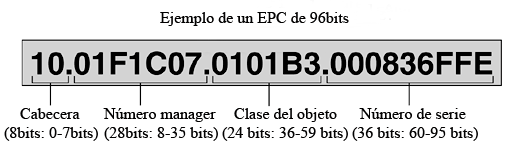 Ejemplo de un EPC de 96bits
10.01F1C07.0101B3.000836FFE
Cabecera Número manager Clase del objeto Número de serie
(8bits: 0-7bits) (28bits: 8-35 bits) (24 bits: 36-59 bits) (36 bits: 60-95 bits)